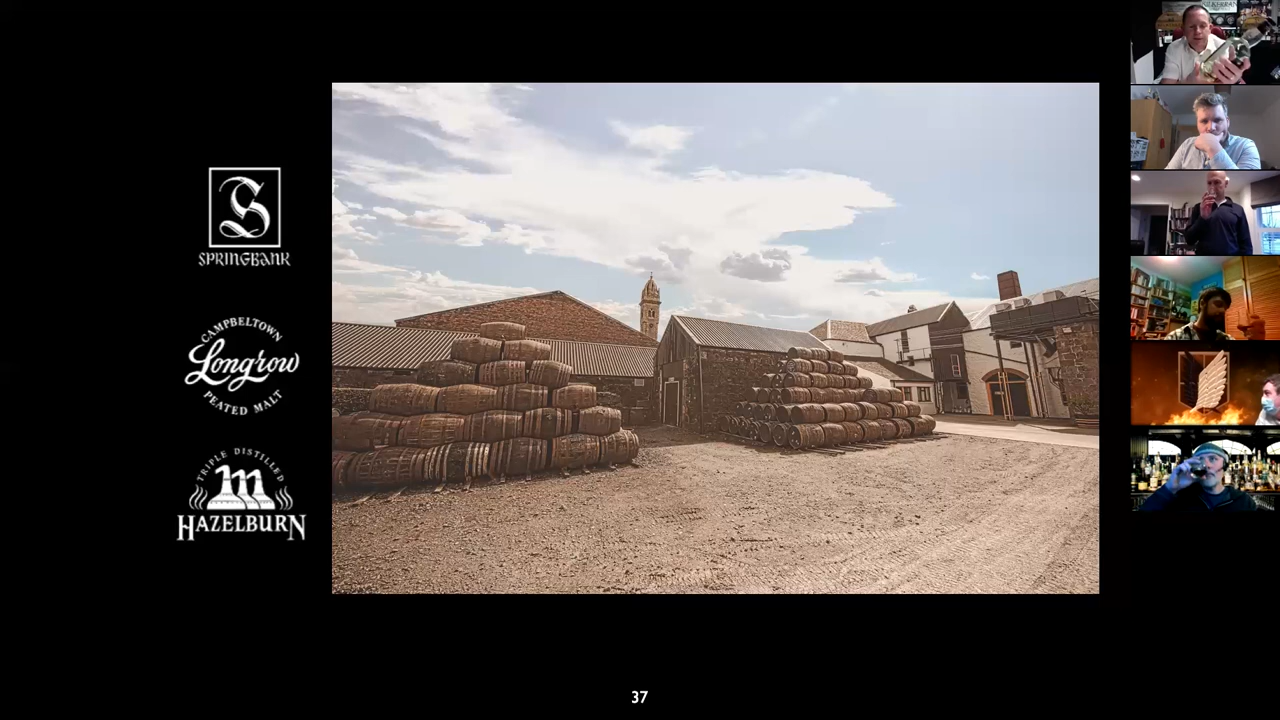 S
SPRINGBANK
CAMPBELTOWN
Longrow
PEATED MALT
TRIPLE DISTILLED
HAZELBURN
37